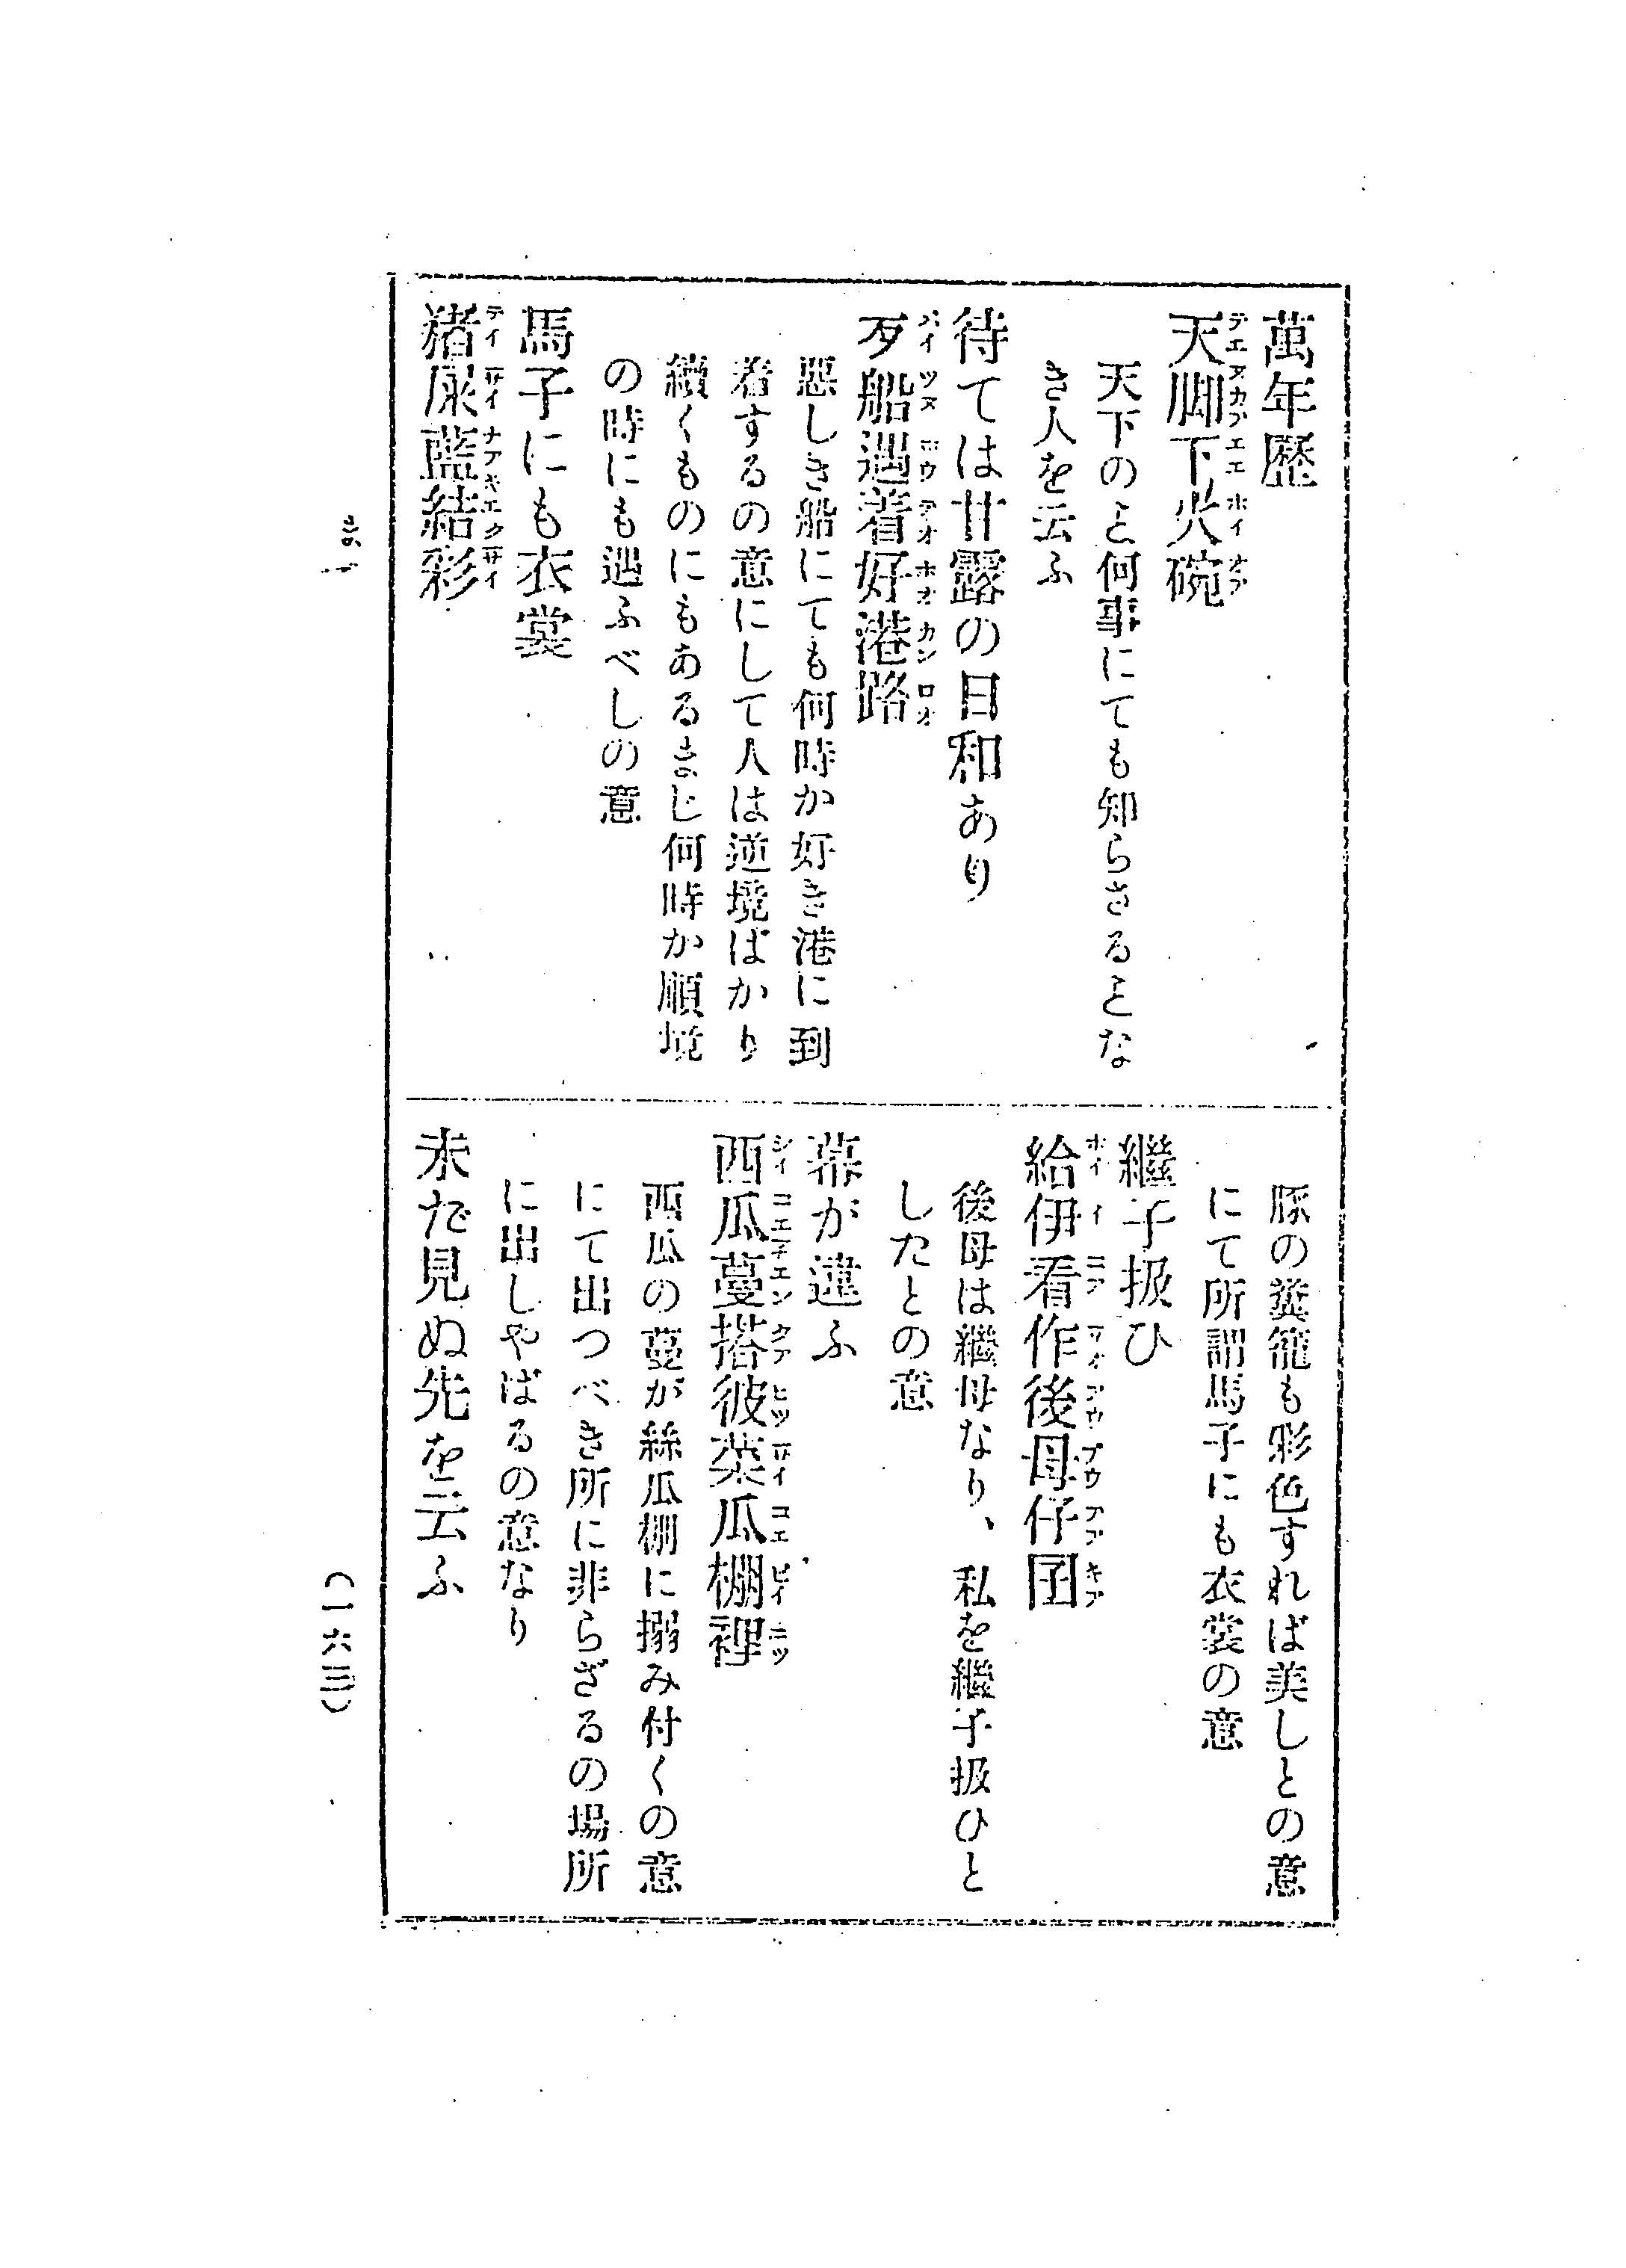 萬年歷
天脚下火碗
天下のこと何事にても知らさることな
き人を云ふ
待ては甘露の日和あり
歹船遇着好港路
惡しき船にても何時か好き港に到
着するの意にして人は逆境ばかり
續くものにもあるまじ何時か順境
の時にも遇ふべしの意
馬子にも衣裳
猪屎藍結彩
豚の糞籠も彩色すれば美しとの意
にて所謂馬子にも衣裳の意
繼子扱ひ
給伊看作後母仔囝
後母は繼母なり、私を繼子扱ひと
したとの意
幕が違ふ
西瓜蔓搭彼菜瓜棚裡
西瓜の蔓が絲瓜棚に搦み付くの意
にて出つべき所に非らざるの場所
に出しやばるの意なり
未だ見ぬ先を云ふ
ま
(一六三)